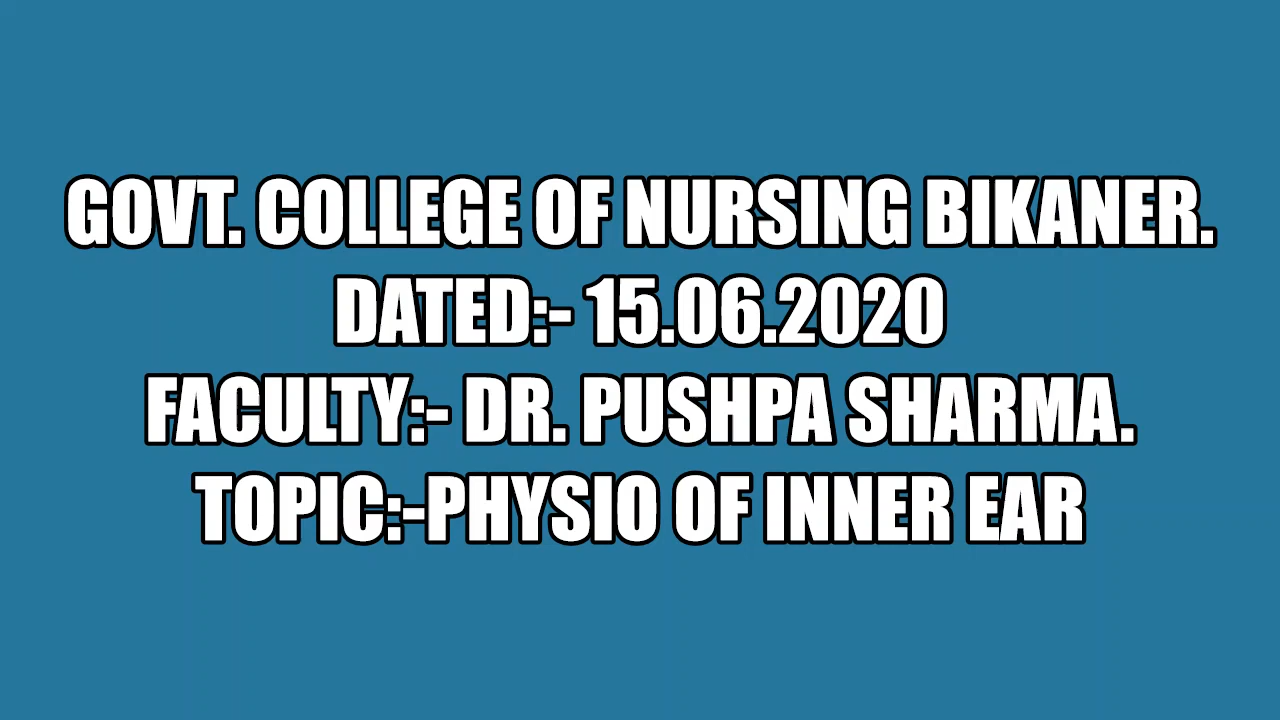 GOVT. COLLEGE OF NURSING BIKANER.
DATED:- 15.06.2020
FACULTY:- DR. PUSHPA SHARMA.
TOPIC:-PHYSIO OF INNER EAR